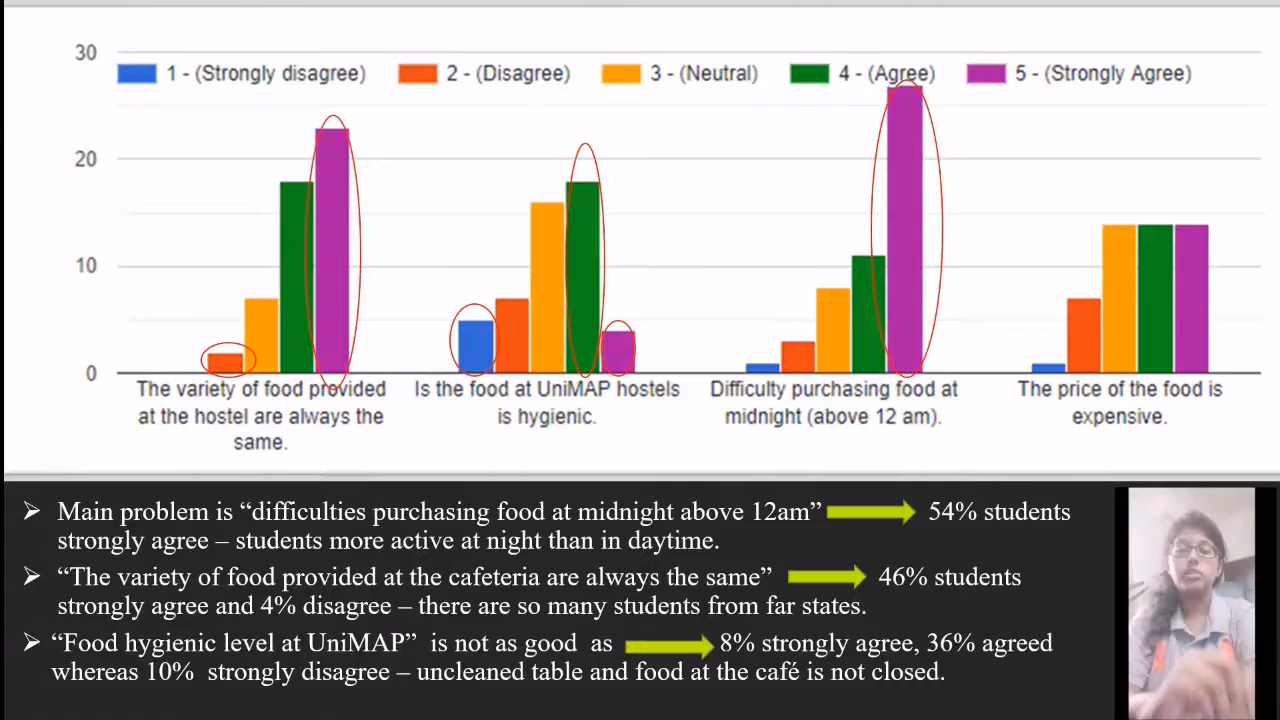 30
1 - (Strongly disagree) 2 - (Disagree) 3 - (Neutral) 4 - (Agree) 5 - (Strongly Agree)
20
10
0
The variety of food provided
at the hostel are always the
same.
Is the food at UniMAP hostels
is hygienic.
Difficulty purchasing food at
midnight (above 12 am).
The price of the food is
expensive.
➢ Main problem is “difficulties purchasing food at midnight above 12am” 54% students
strongly agree – students more active at night than in daytime.
➢ “The variety of food provided at the cafeteria are always the same” 46% students
strongly agree and 4% disagree – there are so many students from far states.
➢ “Food hygienic level at UniMAP” is not as good as 8% strongly agree, 36% agreed
whereas 10% strongly disagree – uncleaned table and food at the café is not closed.